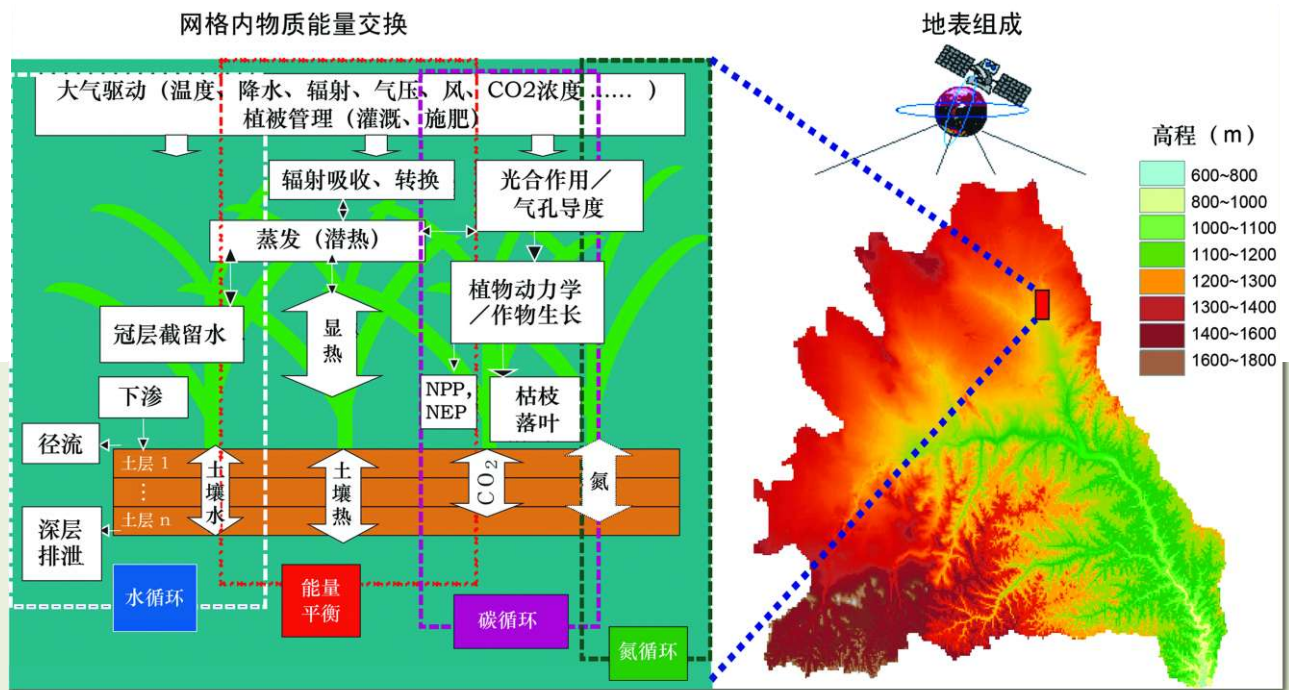 网格内物质能量交换
地表组成
大气驱动（温度、降水、辐射、气压、风、CO2浓度……）
植被管理（灌溉、施肥）
辐射吸收、转换
光合作用／
气孔导度
蒸发（潜热）
植物动力学
／作物生长
冠层截留水
显热
下渗
NPP,
NEP
枯枝
落叶
径流
土层 1
⋮
土层 n
深层
排泄
土壤水
土壤热
CO₂
氮
水循环
能量
平衡
碳循环
氮循环
高程（m）
600~800
800~1000
1000~1100
1100~1200
1200~1300
1300~1400
1400~1600
1600~1800